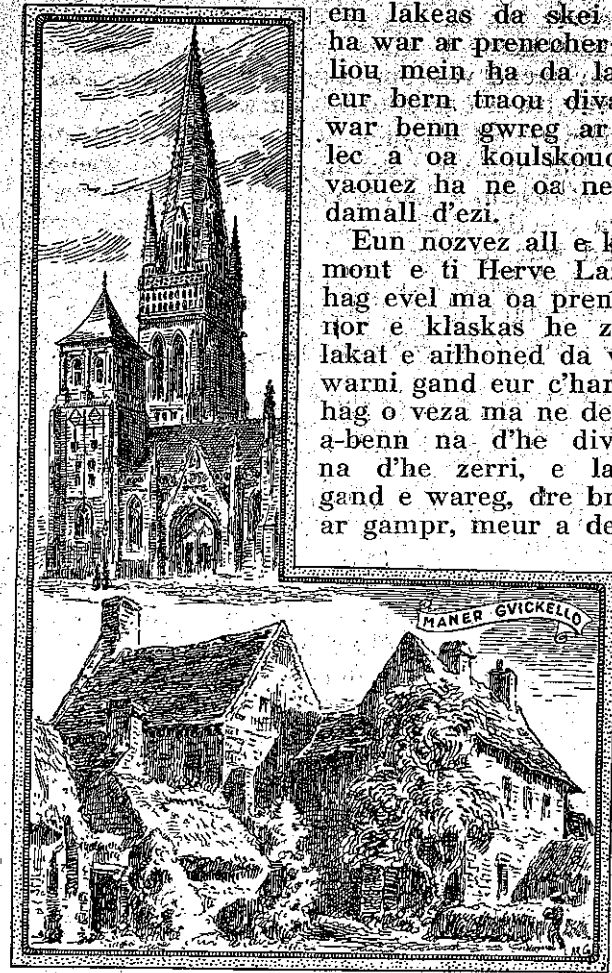 em lakeas da skei
ha war ar prenecher
liou mein ha da la
eur bern traou diva
war benn gwreg ar
lec a oa koulskoud
vaouez ha ne oa ne
damall d'ezi.
Eun nozvez all e k
mont e ti Herve La
hag evel ma oa pren
nor e klaskas he z
lakat e ailhoned da v
warni gand eur c'har
hag o veza ma ne de
a-benn na d'he div
na d'he zerri, e la
gand e wareg, dre br
ar gampr, meur a de
MANER GVICKELLO